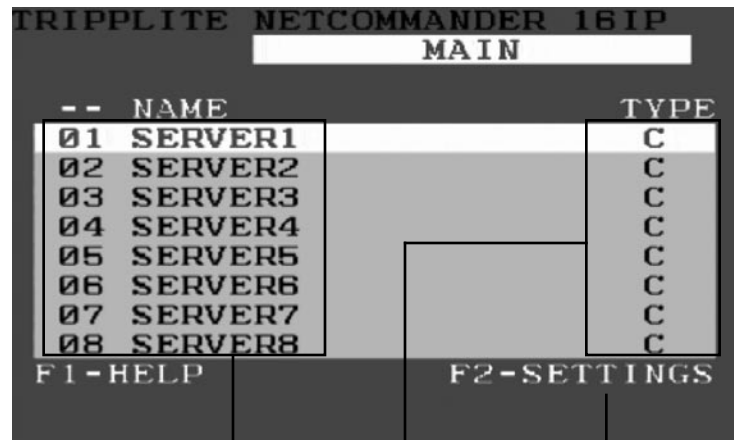 TRIPPLITE NETCOMMANDER 16IP
MAIN
-- NAME TYPE
01 SERVER1 C
02 SERVER2 C
03 SERVER3 C
04 SERVER4 C
05 SERVER5 C
06 SERVER6 C
07 SERVER7 C
08 SERVER8 C
F1-HELP F2-SETTINGS